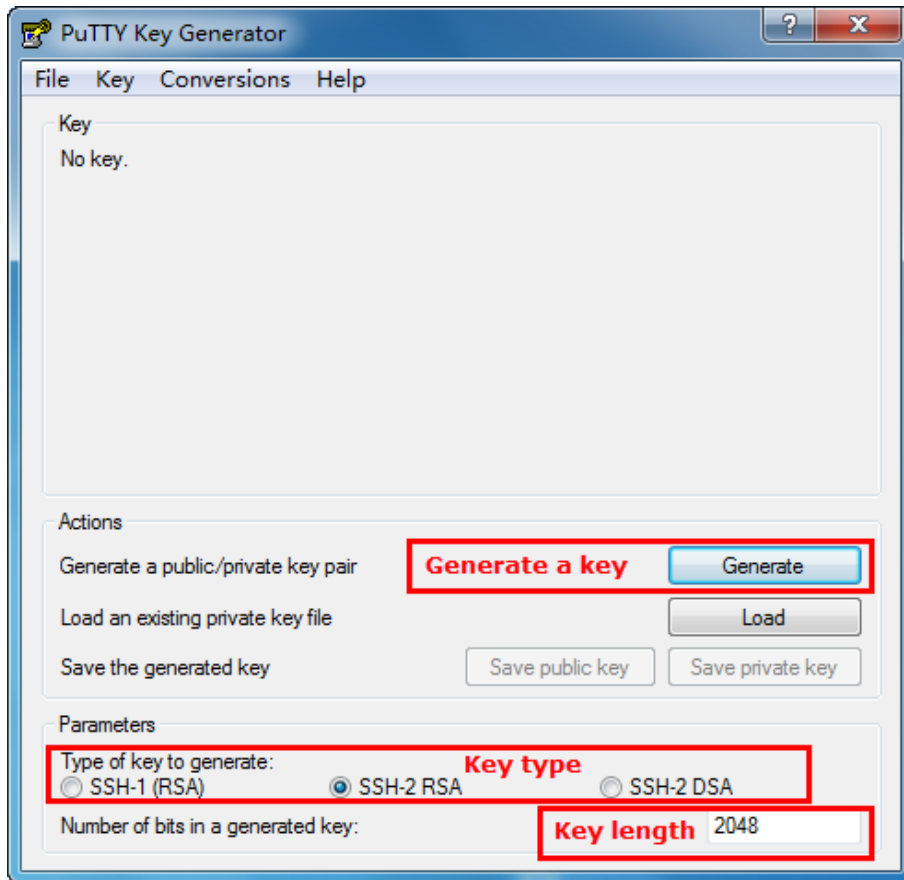 PuTTY Key Generator
?
X
File Key Conversions Help
Key
No key.
Actions
Generate a public/private key pair Generate a key Generate
Load an existing private key file Load
Save the generated key Save public key Save private key
Parameters
Type of key to generate: Key type
SSH-1 (RSA) SSH-2 RSA SSH-2 DSA
Number of bits in a generated key: Key length 2048